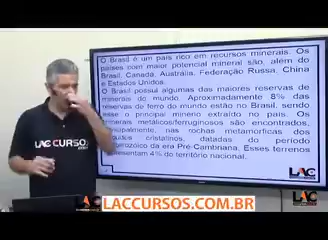 O Brasil é um país rico em recursos minerais. Os
países com maior potencial mineral são, além do
Brasil, Canadá, Austrália, Federação Russa, China
e Estados Unidos.
O Brasil possui algumas das maiores reservas de
minerais do mundo. Aproximadamente 8% das
reservas de ferro do mundo estão no Brasil, sendo
esse o principal minério extraído no país. Os
minerais metálicos/ferruginosos são encontrados,
principalmente, nas rochas metamórficas dos
escudos cristalinos, datadas do período
Proterozoico da era Pré-Cambriana. Esses terrenos
representam 4% do território nacional.
LAC CURSOS
LAC
LAC
LACCURSOS.COM.BR